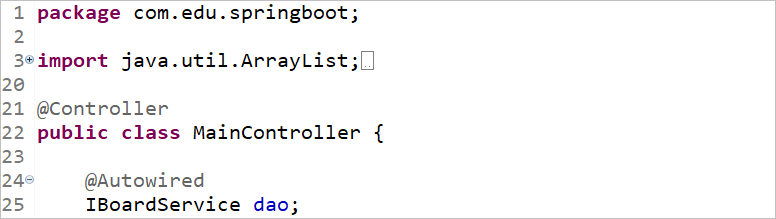 1 package com.edu.springboot;
2
3 import java.util.ArrayList;
20
21 @Controller
22 public class MainController {
23
24 @Autowired
25 IBoardService dao;